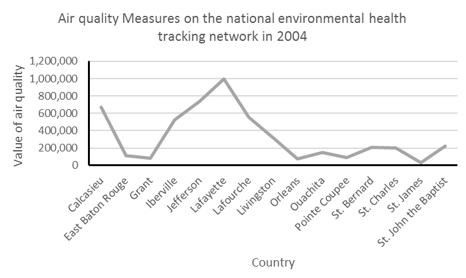 Air quality Measures on the national environmental health
tracking network in 2004
Value of air quality
1,200,000
1,000,000
800,000
600,000
400,000
200,000
0
Calcasieu
East Baton Rouge
Grant
Iberville
Jefferson
Lafayette
Lafourche
Livingston
Orleans
Ouachita
Pointe Coupee
St. Bernard
St. Charles
St. James
St. John the Baptist
Country